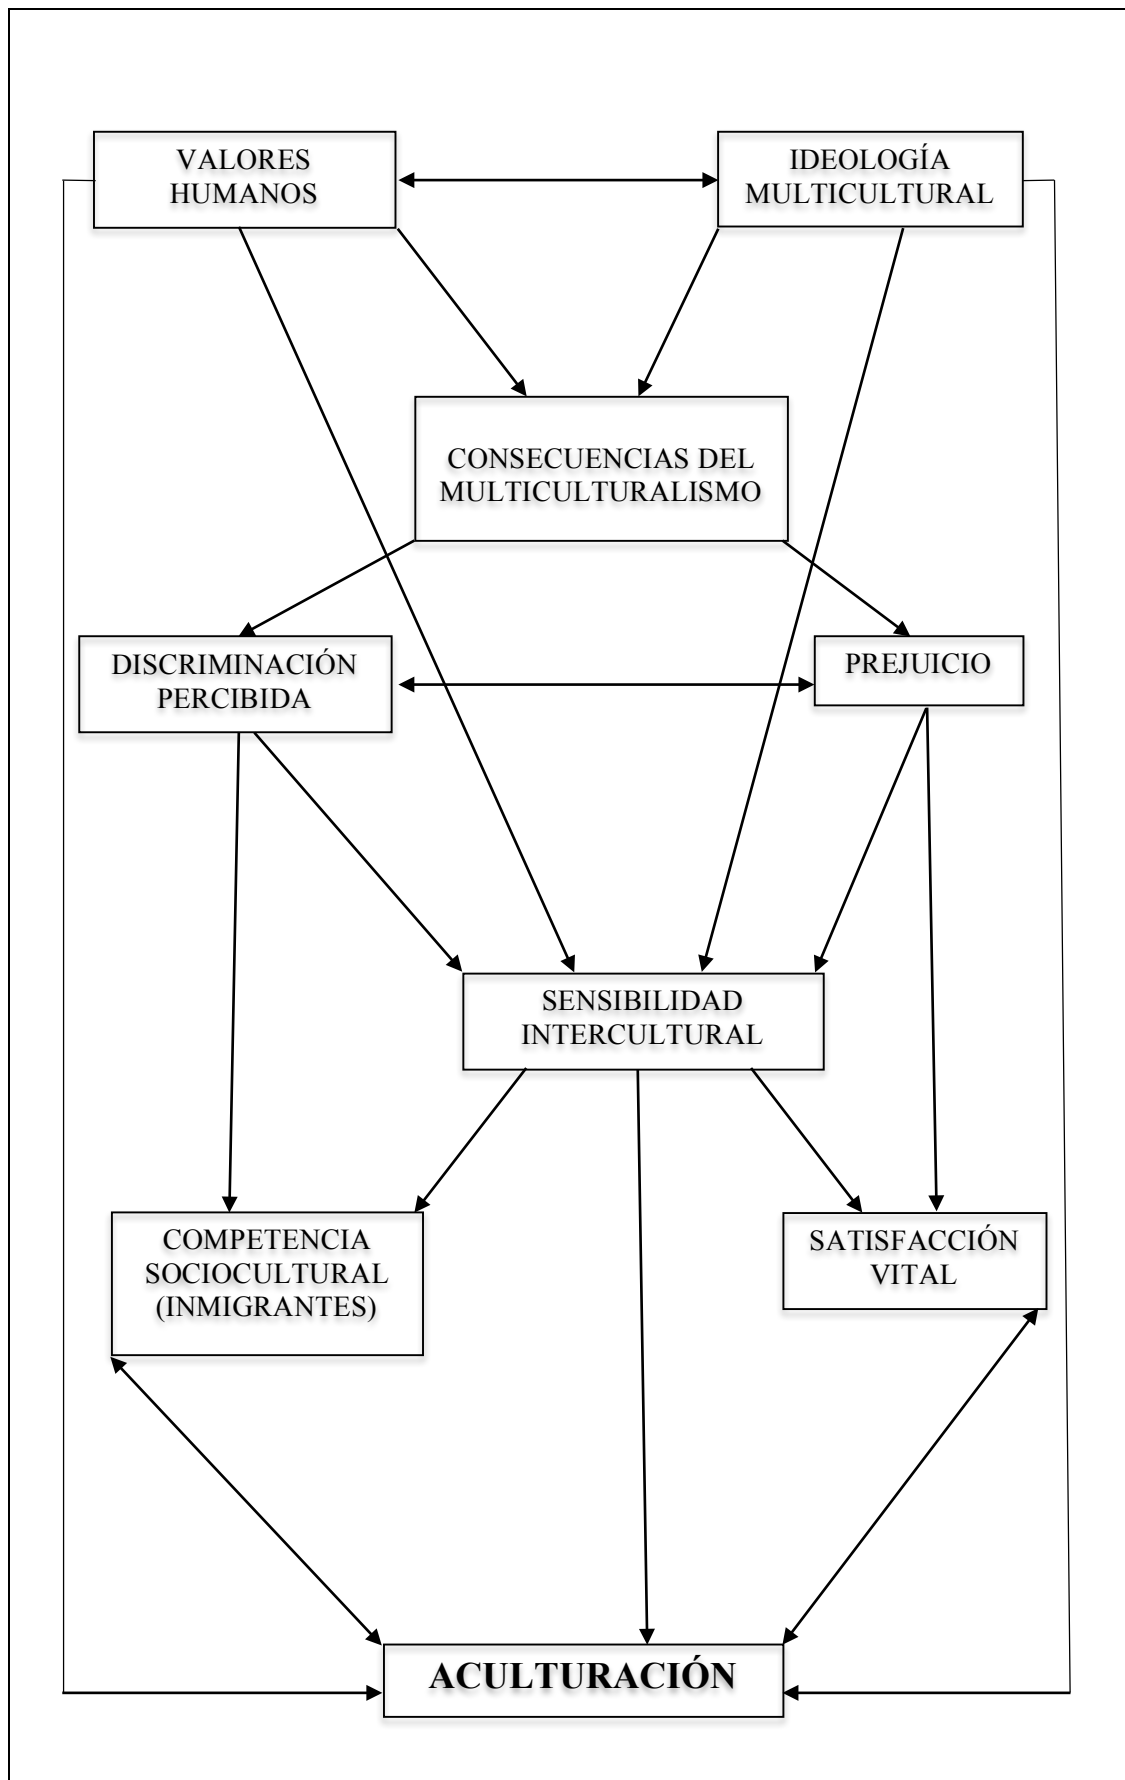 VALORES
HUMANOS
IDEOLOGÍA
MULTICULTURAL
CONSECUENCIAS DEL
MULTICULTURALISMO
DISCRIMINACIÓN
PERCIBIDA
PREJUICIO
SENSIBILIDAD
INTERCULTURAL
COMPETENCIA
SOCIOCULTURAL
(INMIGRANTES)
SATISFACCIÓN
VITAL
ACULTURACIÓN